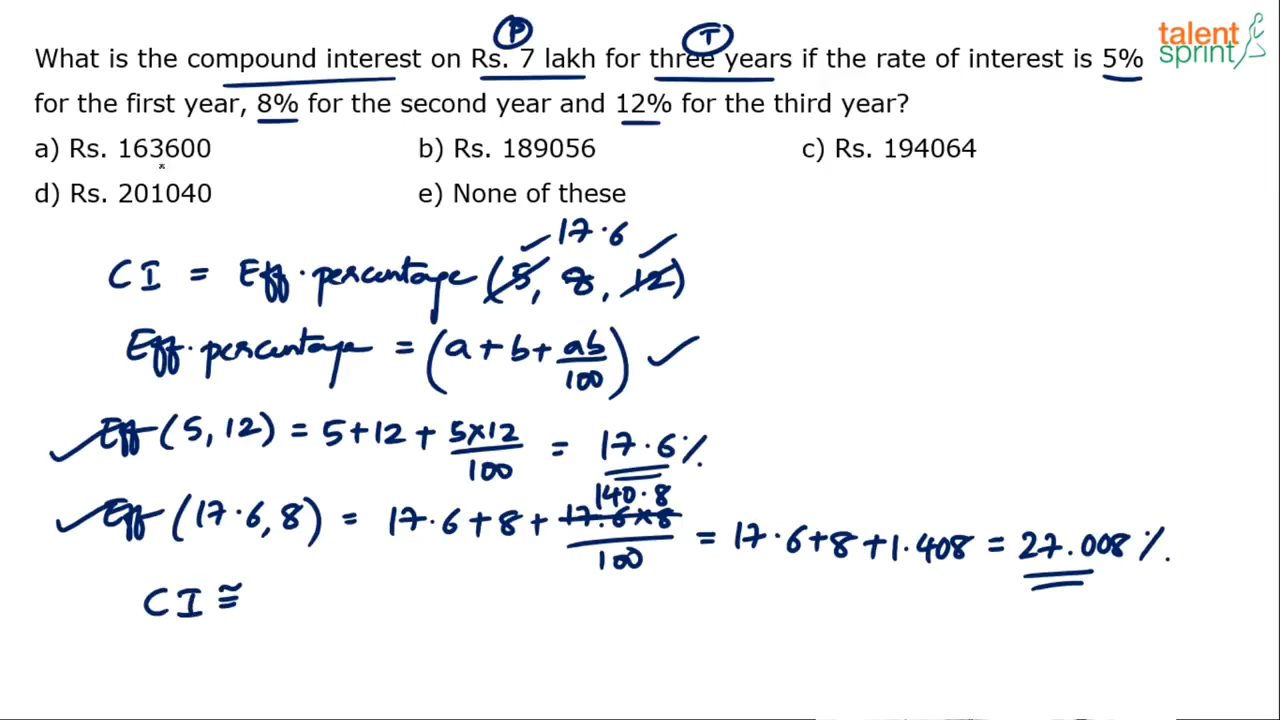 talent
sprint
P T
What is the compound interest on Rs. 7 lakh for three years if the rate of interest is 5%
for the first year, 8% for the second year and 12% for the third year?
a) Rs. 163600 b) Rs. 189056 c) Rs. 194064
d) Rs. 201040 e) None of these
17.6
CI = Eff. percentage (5, 8, 12)
Eff. percentage = (a + b + ab/100)
Eff (5, 12) = 5+12 + 5×12/100 = 17.6%
140.8
Eff (17.6, 8) = 17.6 + 8 + 17.6×8/100 = 17.6+8+1.408 = 27.008%
CI ≅